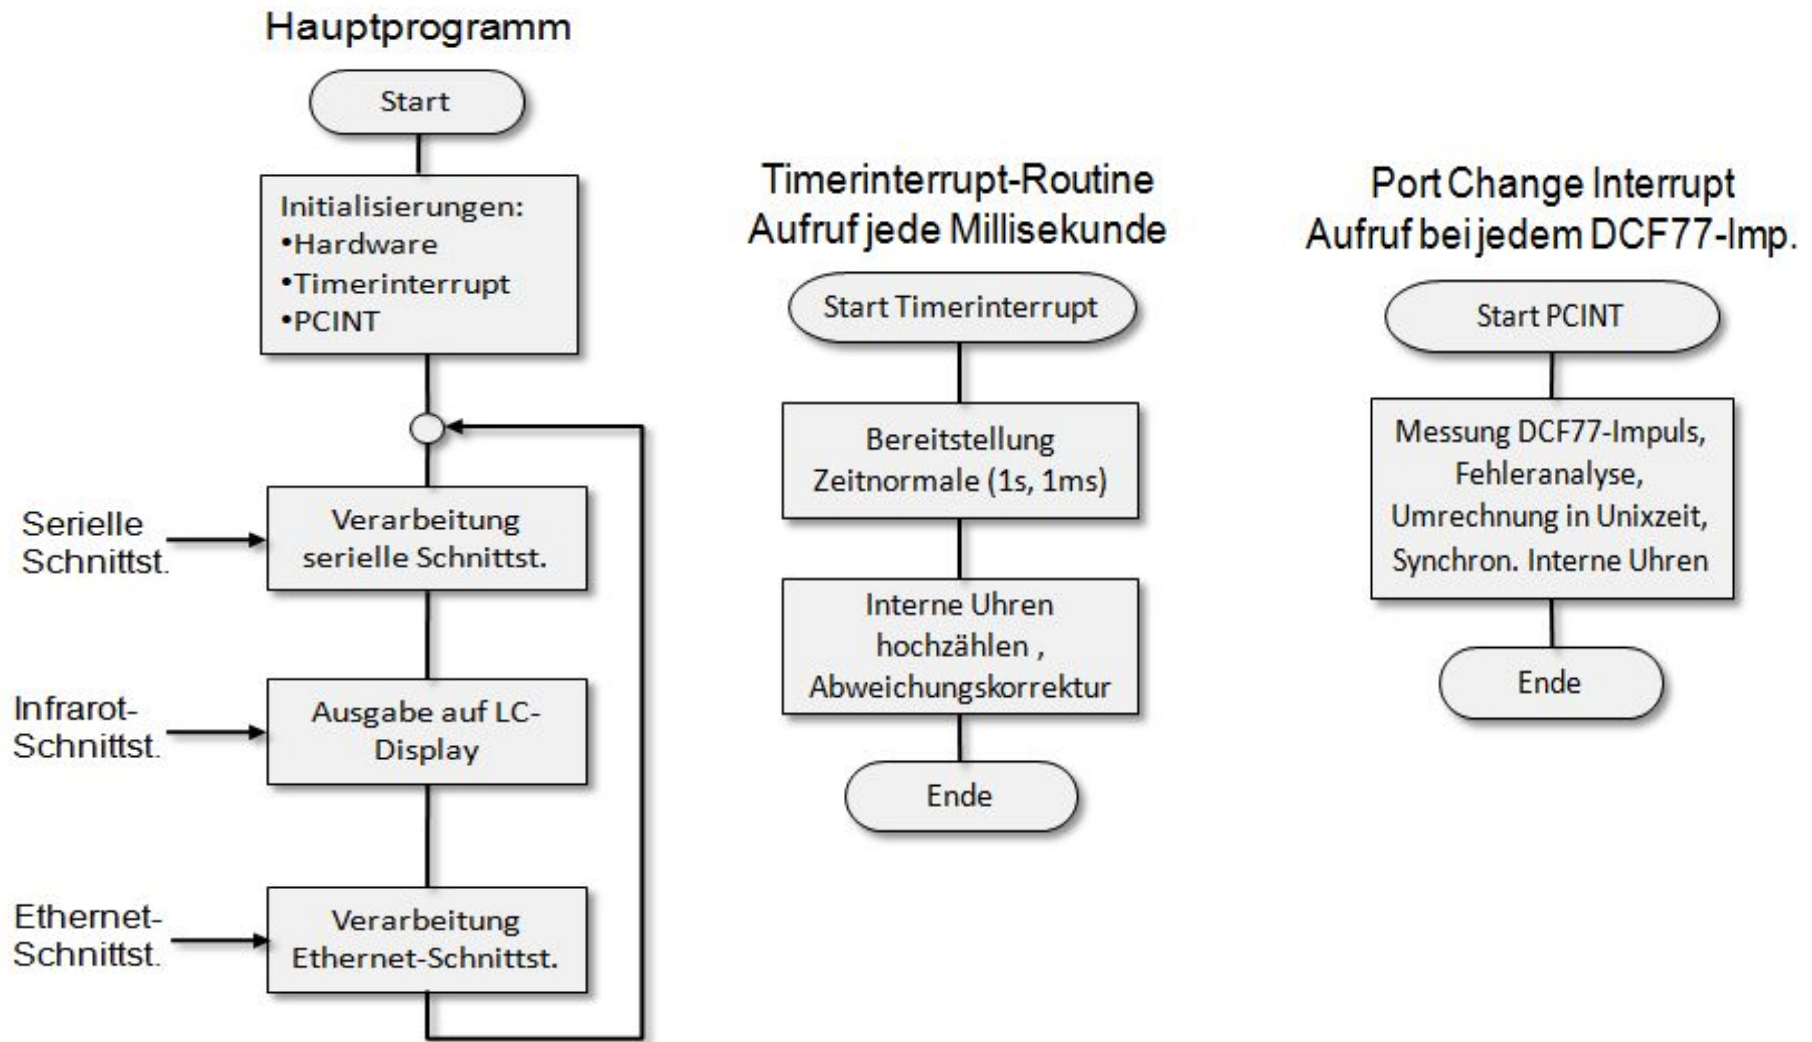 Hauptprogramm
Start
Initialisierungen:
•Hardware
•Timerinterrupt
•PCINT
Serielle
Schnittst.
Verarbeitung
serielle Schnittst.
Infrarot-
Schnittst.
Ausgabe auf LC-
Display
Ethernet-
Schnittst.
Verarbeitung
Ethernet-Schnittst.
Timerinterrupt-Routine
Aufruf jede Millisekunde
Start Timerinterrupt
Bereitstellung
Zeitnormale (1s, 1ms)
Interne Uhren
hochzählen ,
Abweichungskorrektur
Ende
Port Change Interrupt
Aufruf bei jedem DCF77-Imp.
Start PCINT
Messung DCF77-Impuls,
Fehleranalyse,
Umrechnung in Unixzeit,
Synchron. Interne Uhren
Ende